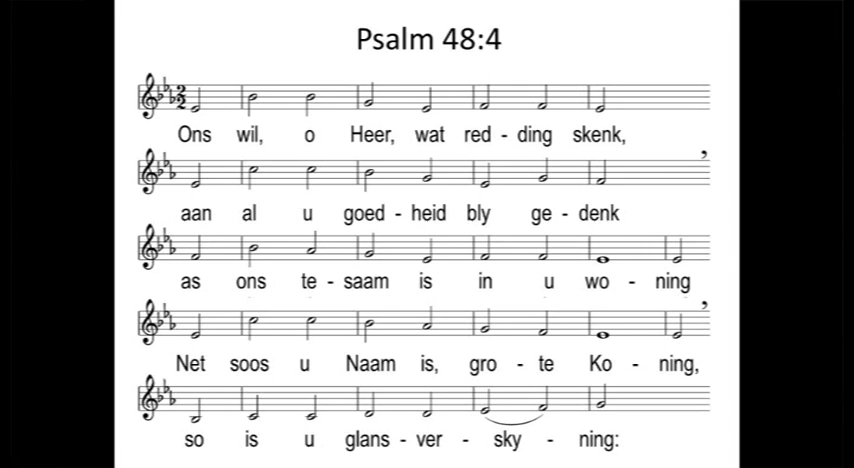 Psalm 48:4
Ons wil, o Heer, wat red - ding skenk,
aan al u goed - heid bly ge - denk
as ons te - saam is in u wo - ning
Net soos u Naam is, gro - te Ko - ning,
so is u glans - ver - sky - ning: